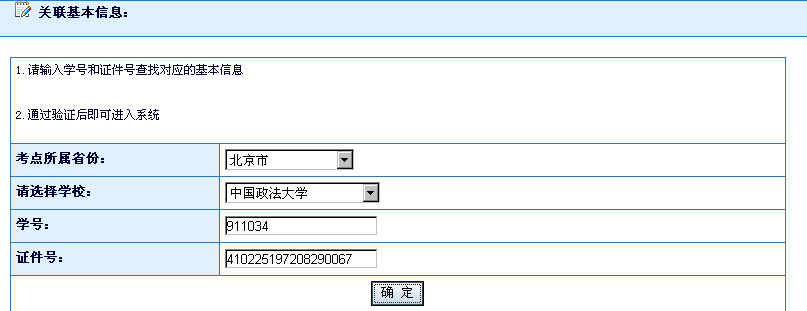 关联基本信息：
1.请输入学号和证件号查找对应的基本信息
2.通过验证后即可进入系统
考点所属省份： 北京市
请选择学校： 中国政法大学
学号： 911034
证件号： 410225197208290067
确 定